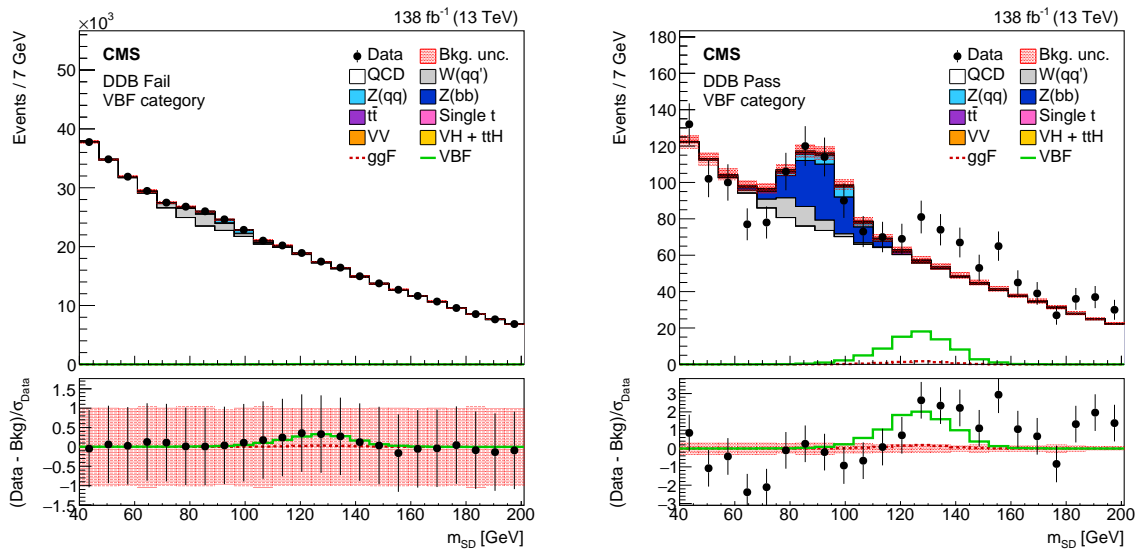 ×10³
138 fb⁻¹ (13 TeV)
Events / 7 GeV
CMS
DDB Fail
VBF category
Data
Bkg. unc.
QCD
W(qq')
Z(qq)
Z(bb)
tt̄
Single t
VV
VH + ttH
ggF
VBF
50
40
30
20
10
0
(Data - Bkg)/σ_Data
1.5
1
0.5
0
−0.5
−1
−1.5
40 60 80 100 120 140 160 180 200
m_SD [GeV]
138 fb⁻¹ (13 TeV)
Events / 7 GeV
CMS
DDB Pass
VBF category
Data
Bkg. unc.
QCD
W(qq')
Z(qq)
Z(bb)
tt̄
Single t
VV
VH + ttH
ggF
VBF
180
160
140
120
100
80
60
40
20
0
(Data - Bkg)/σ_Data
3
2
1
0
−1
−2
40 60 80 100 120 140 160 180 200
m_SD [GeV]